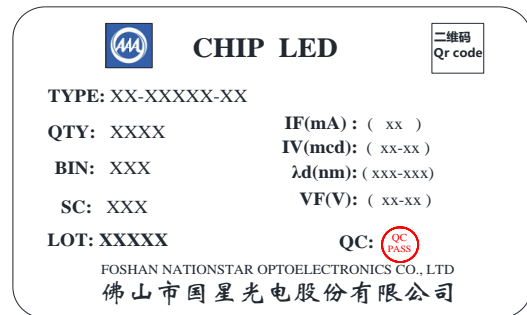 AAA
CHIP LED
二维码
Qr code
TYPE: XX-XXXXX-XX
QTY: XXXX
IF(mA) : ( xx )
BIN: XXX
IV(mcd): ( xx-xx )
λd(nm): ( xxx-xxx)
SC: XXX
VF(V): ( xx-xx )
LOT: XXXXX
QC: QC PASS
FOSHAN NATIONSTAR OPTOELECTRONICS CO., LTD
佛山市国星光电股份有限公司